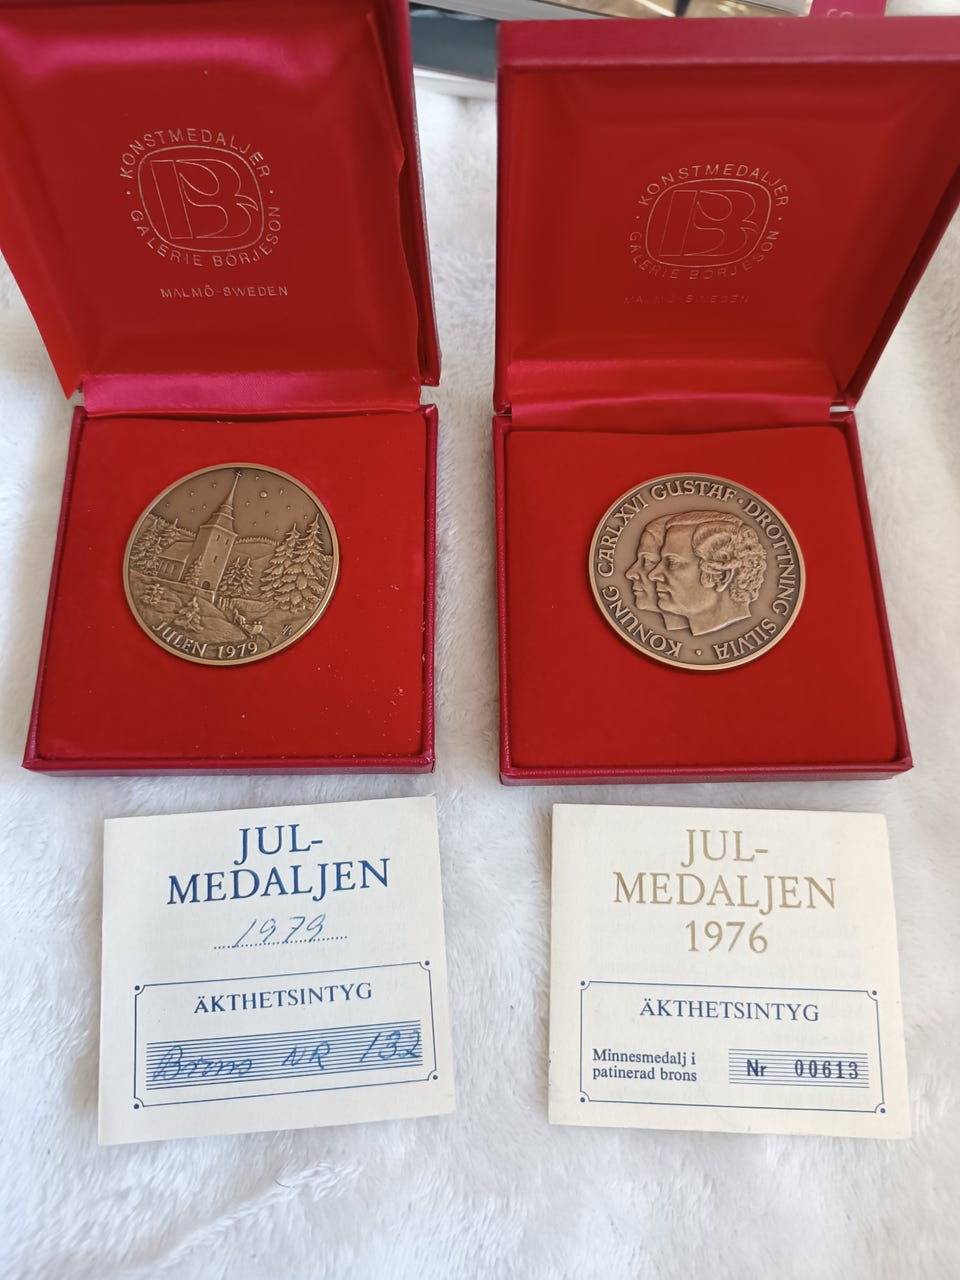 KONSTMEDALJER
B
GALERIE BÖRJESON
MALMÖ-SWEDEN
KONSTMEDALJER
B
GALERIE BÖRJESON
MALMÖ-SWEDEN
JULEN 1979
KONUNG CARL XVI GUSTAF · DROTTNING SILVIA ·
JUL-
MEDALJEN
1979
ÄKTHETSINTYG
Brons NR 132
JUL-
MEDALJEN
1976
ÄKTHETSINTYG
Minnesmedalj i
patinerad brons
Nr 00613